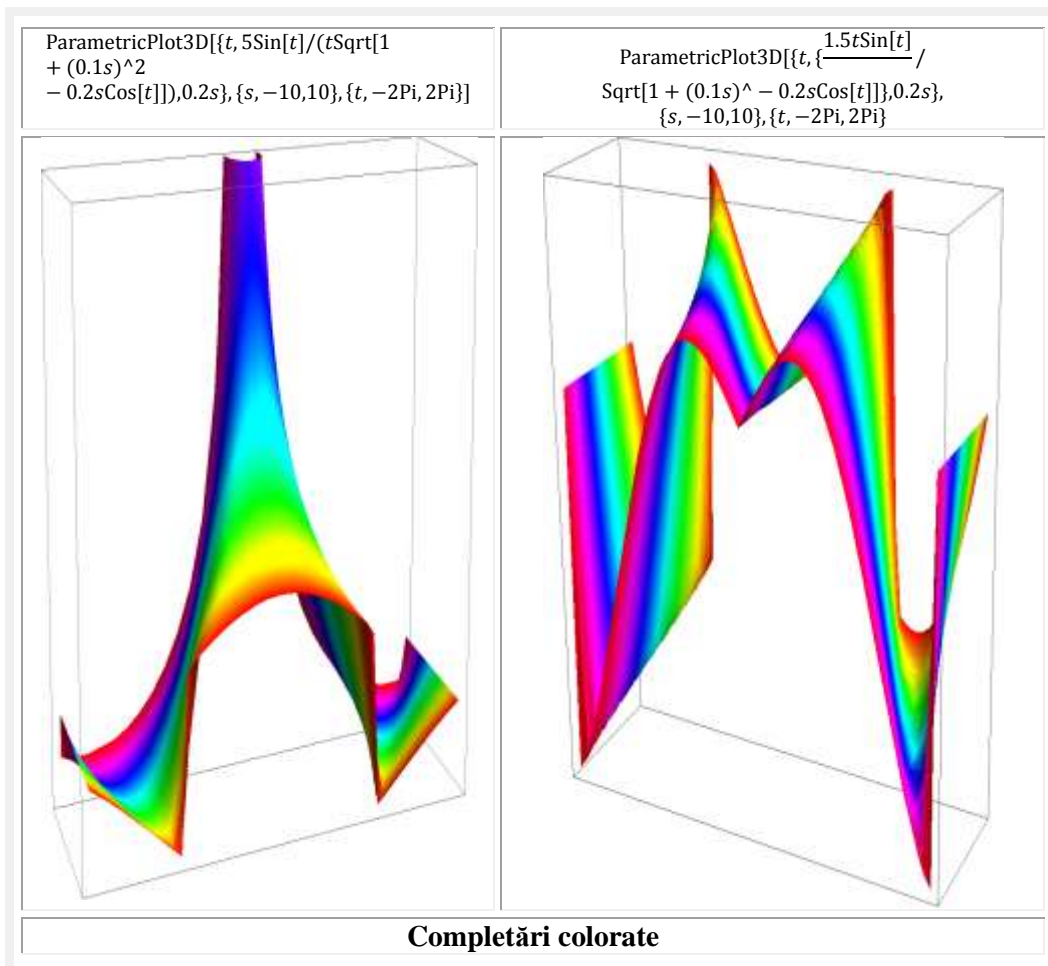 ParametricPlot3D[{t, 5Sin[t]/(tSqrt[1
+ (0.1s)^2
− 0.2sCos[t]]),0.2s}, {s, −10,10}, {t, −2Pi, 2Pi}]
ParametricPlot3D[{t, {1.5tSin[t]/
Sqrt[1 + (0.1s)^ − 0.2sCos[t]]},0.2s},
{s, −10,10}, {t, −2Pi, 2Pi}
Completări colorate